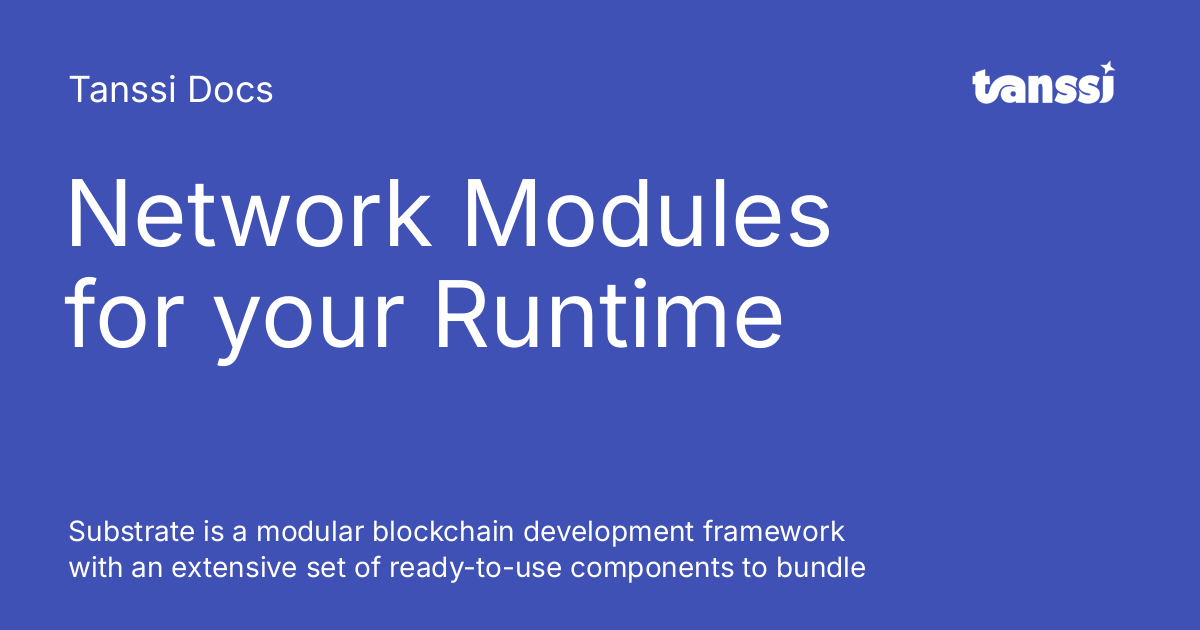 Tanssi Docs
tanssi
Network Modules
for your Runtime
Substrate is a modular blockchain development framework
with an extensive set of ready-to-use components to bundle